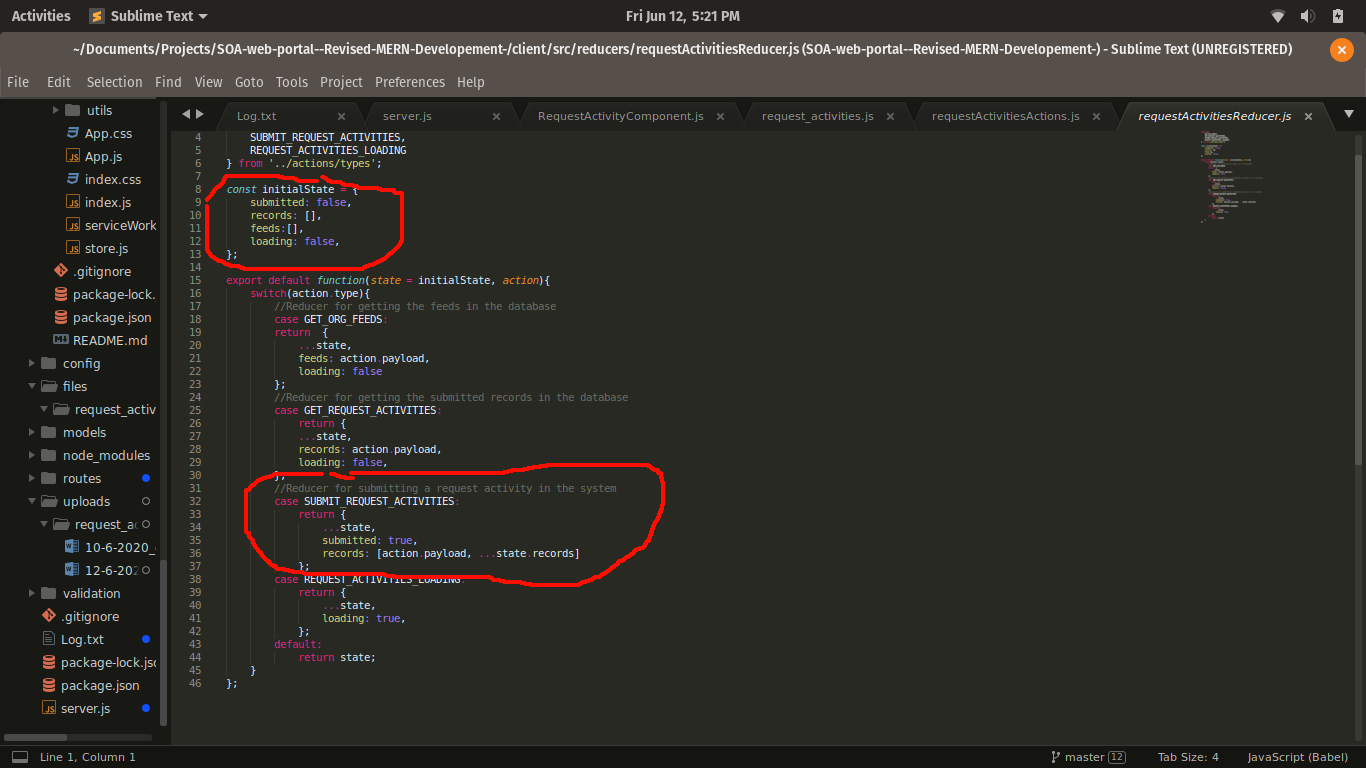 Activities
Sublime Text
Fri Jun 12, 5:21 PM
~/Documents/Projects/SOA-web-portal--Revised-MERN-Developement-/client/src/reducers/requestActivitiesReducer.js (SOA-web-portal--Revised-MERN-Developement-) - Sublime Text (UNREGISTERED)
File Edit Selection Find View Goto Tools Project Preferences Help
utils
App.css
App.js
index.css
index.js
serviceWork
store.js
.gitignore
package-lock.
package.json
README.md
config
files
request_activ
models
node_modules
routes
uploads
request_ac
10-6-2020_
12-6-202
validation
.gitignore
Log.txt
package-lock.jsc
package.json
server.js
Log.txt
server.js
RequestActivityComponent.js
request_activities.js
requestActivitiesActions.js
requestActivitiesReducer.js
4 SUBMIT_REQUEST_ACTIVITIES,
5 REQUEST_ACTIVITIES_LOADING
6 } from '../actions/types';
7
8 const initialState = {
9 submitted: false,
10 records: [],
11 feeds:[],
12 loading: false,
13 };
14
15 export default function(state = initialState, action){
16 switch(action.type){
17 //Reducer for getting the feeds in the database
18 case GET_ORG_FEEDS:
19 return {
20 ...state,
21 feeds: action.payload,
22 loading: false
23 };
24 //Reducer for getting the submitted records in the database
25 case GET_REQUEST_ACTIVITIES:
26 return {
27 ...state,
28 records: action.payload,
29 loading: false,
30 };
31 //Reducer for submitting a request activity in the system
32 case SUBMIT_REQUEST_ACTIVITIES:
33 return {
34 ...state,
35 submitted: true,
36 records: [action.payload, ...state.records]
37 };
38 case REQUEST_ACTIVITIES_LOADING:
39 return {
40 ...state,
41 loading: true,
42 };
43 default:
44 return state;
45 }
46 };
Line 1, Column 1
master 12
Tab Size: 4
JavaScript (Babel)